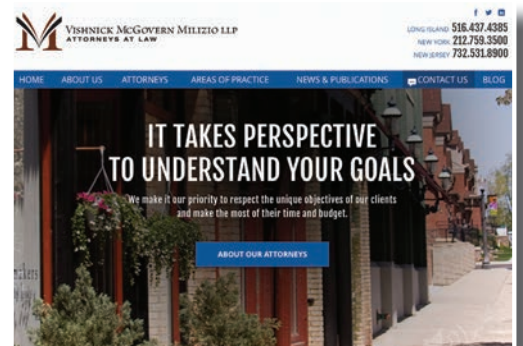 VISHNICK MCGOVERN MILIZIO LLP
ATTORNEYS AT LAW
LONG ISLAND 516.437.4385
NEW YORK 212.759.3500
NEW JERSEY 732.531.8900
HOME ABOUT US ATTORNEYS AREAS OF PRACTICE NEWS & PUBLICATIONS CONTACT US BLOG
IT TAKES PERSPECTIVE
TO UNDERSTAND YOUR GOALS
We make it our priority to respect the unique objectives of our clients
and make the most of their time and budget.
ABOUT OUR ATTORNEYS